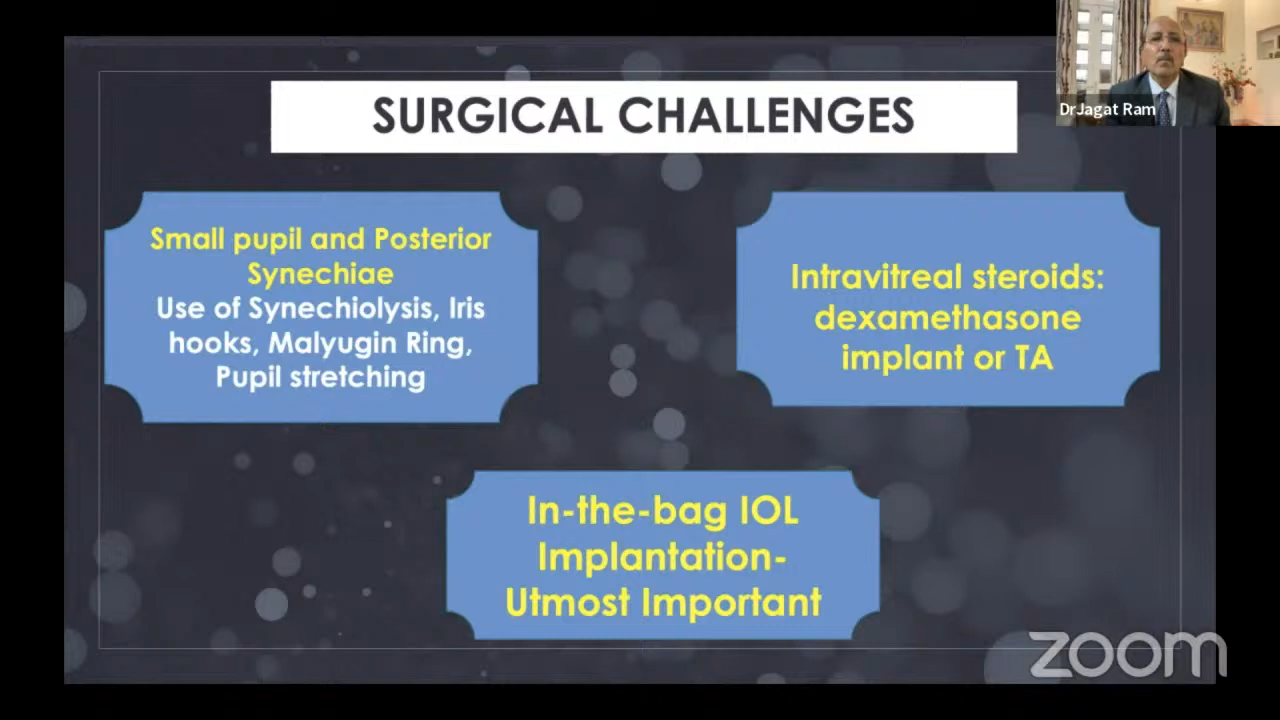 DrJagat Ram
SURGICAL CHALLENGES
Small pupil and Posterior
Synechiae
Use of Synechiolysis, Iris
hooks, Malyugin Ring,
Pupil stretching
Intravitreal steroids:
dexamethasone
implant or TA
In-the-bag IOL
Implantation-
Utmost Important
zoom